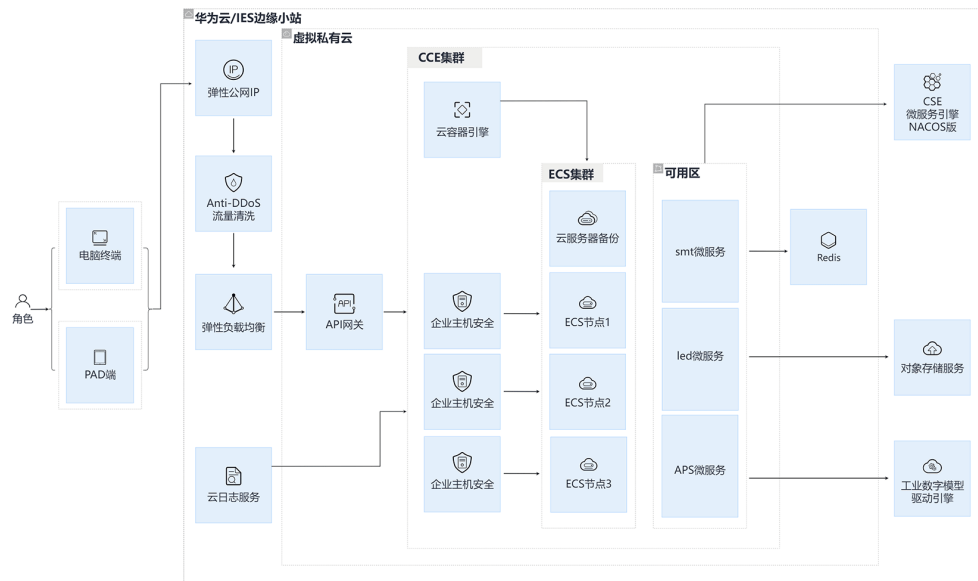 华为云/IES边缘小站
虚拟私有云
CCE集群
IP
弹性公网IP
云容器引擎
CSE
微服务引擎
NACOS版
ECS集群
可用区
Anti-DDoS
流量清洗
云服务器备份
smt微服务
Redis
电脑终端
角色
弹性负载均衡
API
API网关
企业主机安全
ECS节点1
led微服务
对象存储服务
PAD端
企业主机安全
ECS节点2
云日志服务
企业主机安全
ECS节点3
APS微服务
工业数字模型
驱动引擎